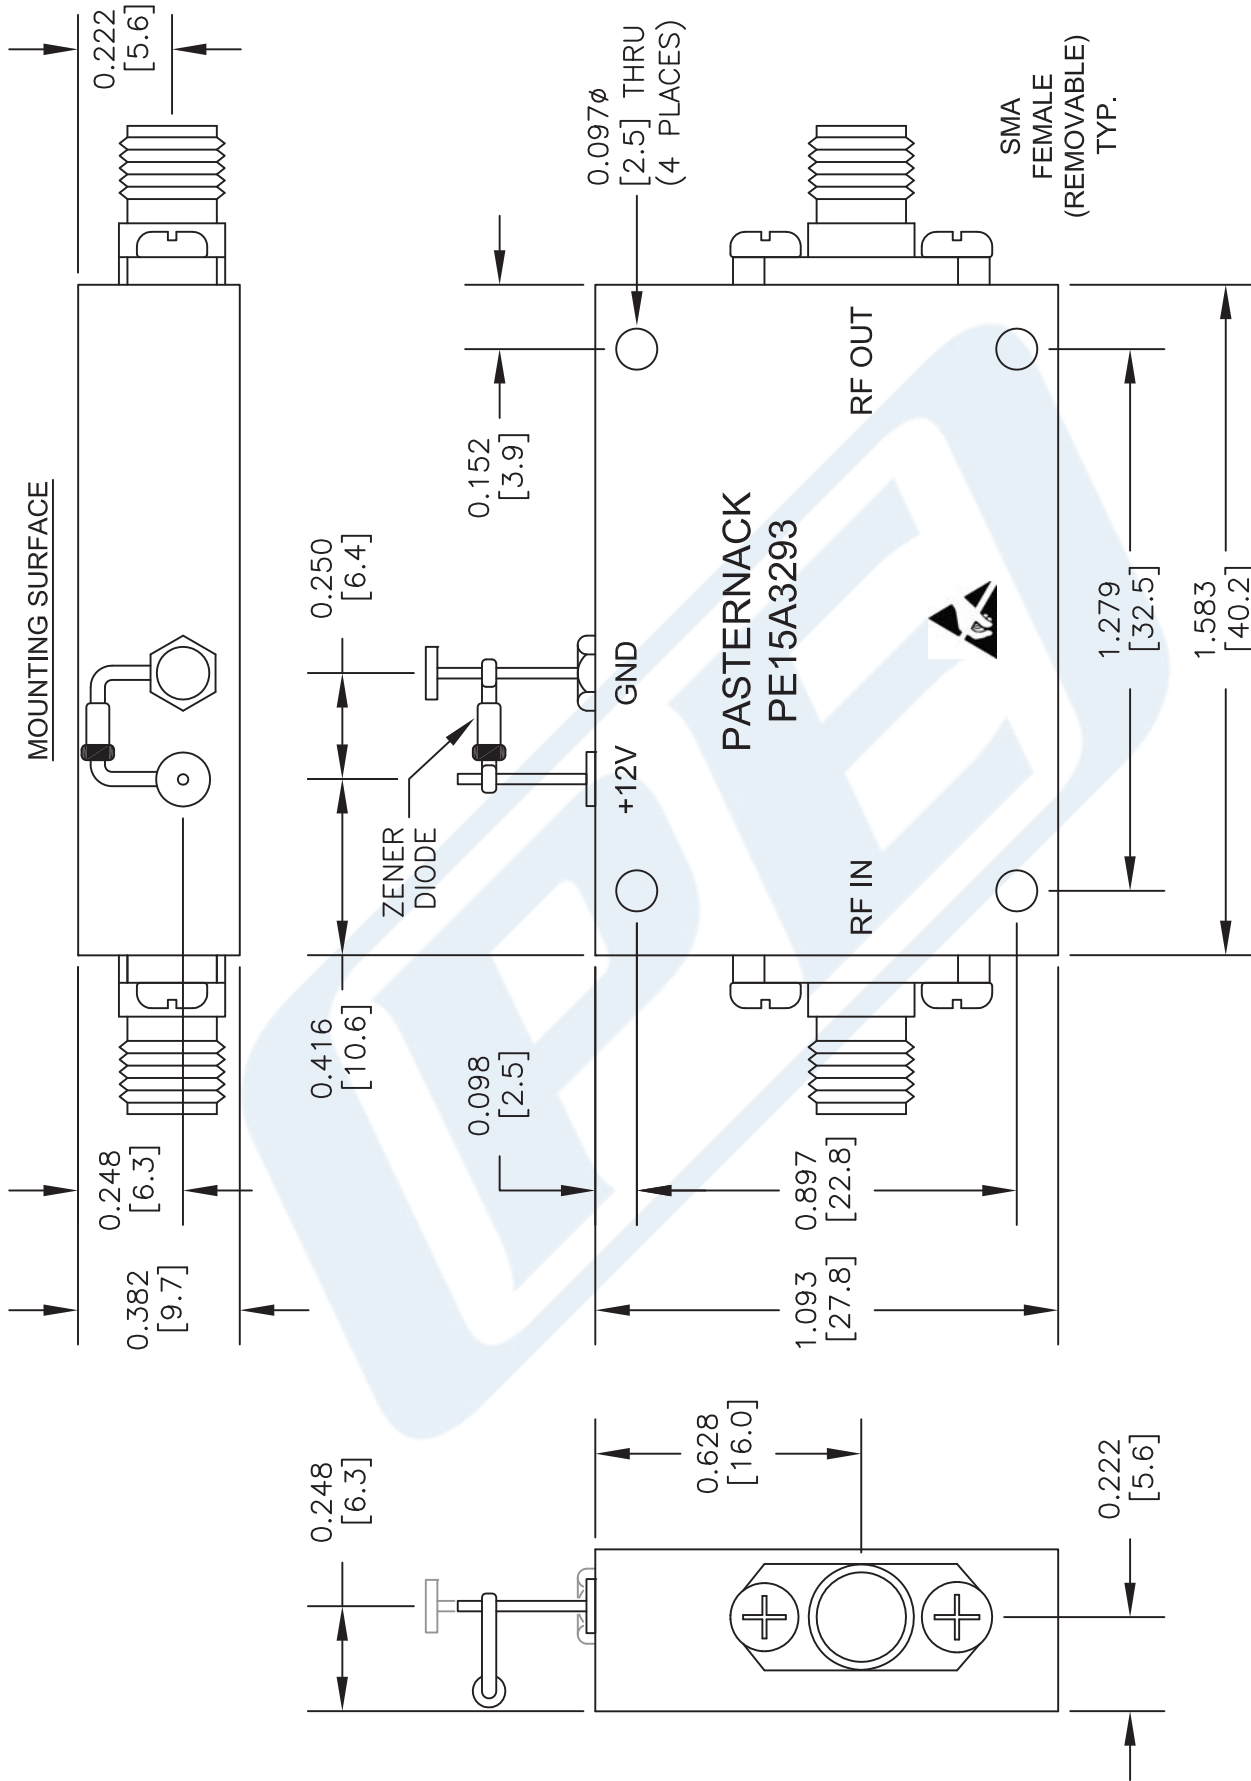 MOUNTING SURFACE
0.382
[9.7]
0.248
[6.3]
0.222
[5.6]
0.416
[10.6]
0.250
[6.4]
ZENER
DIODE
0.098
[2.5]
0.152
[3.9]
0.097ϕ
[2.5] THRU
(4 PLACES)
+12V
GND
PASTERNACK
PE15A3293
RF IN
RF OUT
SMA
FEMALE
(REMOVABLE)
TYP.
0.897
[22.8]
1.093
[27.8]
1.279
[32.5]
1.583
[40.2]
0.248
[6.3]
0.628
[16.0]
0.222
[5.6]
PE